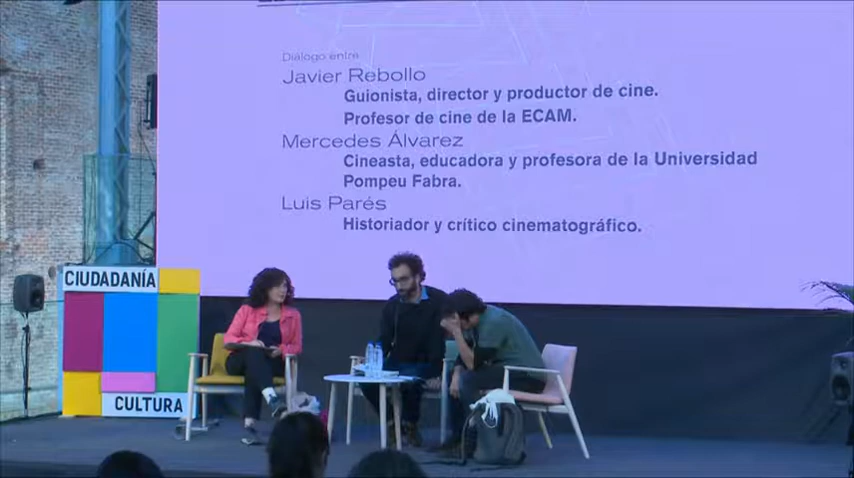 Diálogo entre
Javier Rebollo
Guionista, director y productor de cine.
Profesor de cine de la ECAM.
Mercedes Álvarez
Cineasta, educadora y profesora de la Universidad
Pompeu Fabra.
Luis Parés
Historiador y crítico cinematográfico.
CIUDADANÍA
CULTURA